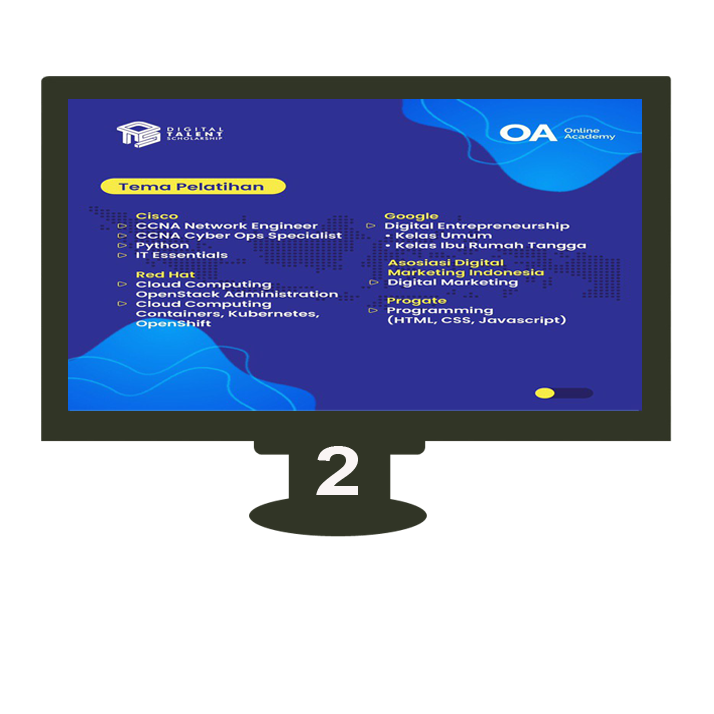 DIGITAL
TALENT
SCHOLARSHIP
OA Online
Academy
Tema Pelatihan
Cisco
CCNA Network Engineer
CCNA Cyber Ops Specialist
Python
IT Essentials
Red Hat
Cloud Computing
OpenStack Administration
Cloud Computing
Containers, Kubernetes,
OpenShift
Google
Digital Entrepreneurship
• Kelas Umum
• Kelas Ibu Rumah Tangga
Asosiasi Digital
Marketing Indonesia
Digital Marketing
Progate
Programming
(HTML, CSS, Javascript)
2